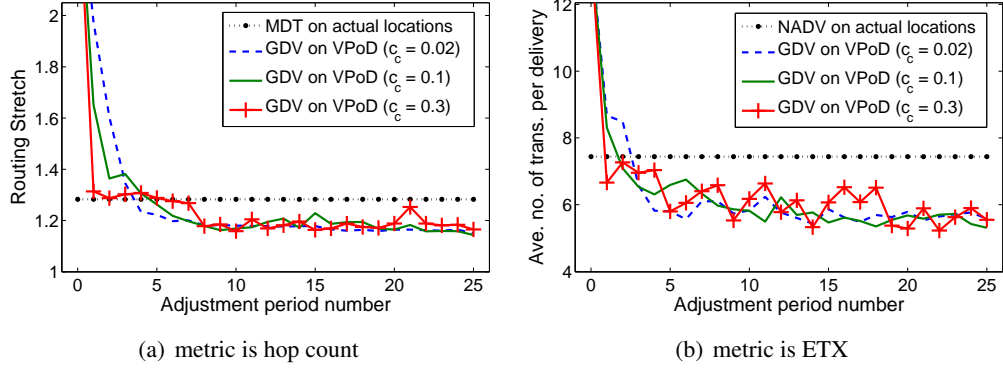 MDT on actual locations
GDV on VPoD (c_c = 0.02)
GDV on VPoD (c_c = 0.1)
GDV on VPoD (c_c = 0.3)
Routing Stretch
2
1.8
1.6
1.4
1.2
1
0 5 10 15 20 25
Adjustment period number
(a) metric is hop count
NADV on actual locations
GDV on VPoD (c_c = 0.02)
GDV on VPoD (c_c = 0.1)
GDV on VPoD (c_c = 0.3)
Ave. no. of trans. per delivery
12
10
8
6
4
0 5 10 15 20 25
Adjustment period number
(b) metric is ETX